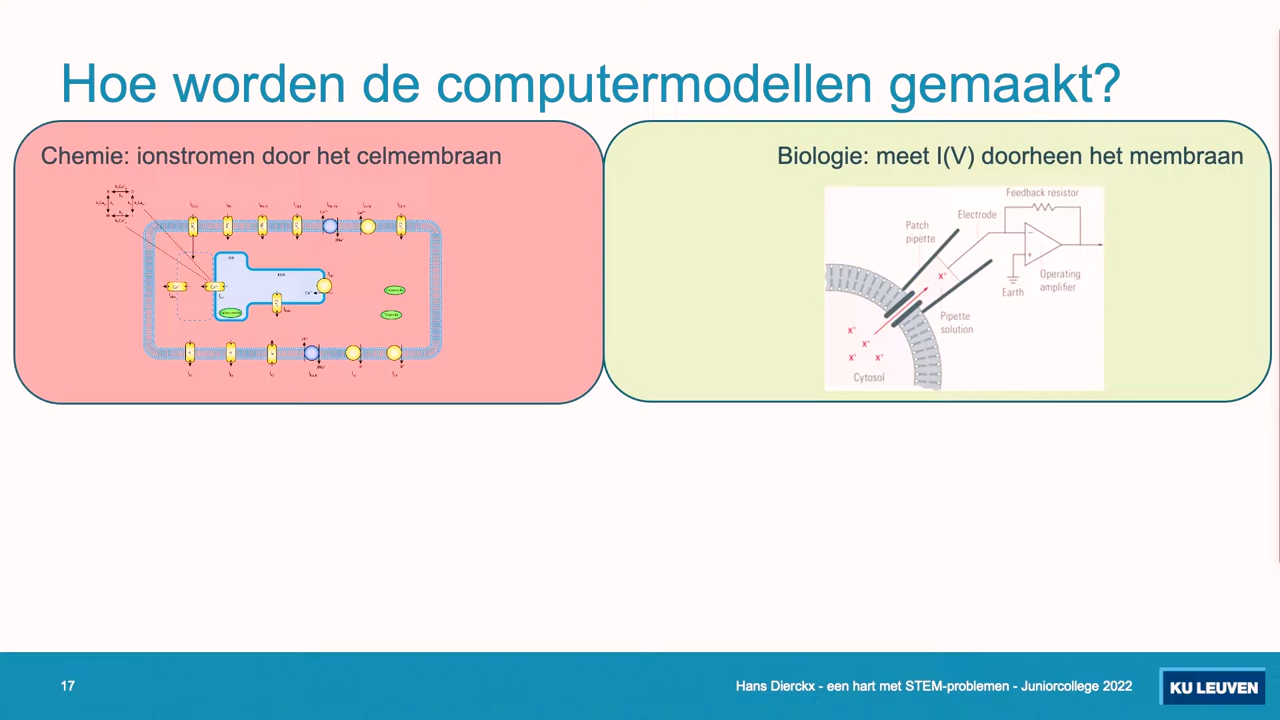 Hoe worden de computermodellen gemaakt?
Chemie: ionstromen door het celmembraan
Biologie: meet I(V) doorheen het membraan
Feedback resistor
Electrode
Patch
pipette
X⁺
Operating
amplifier
Earth
Pipette
solution
X⁺
X⁺
X⁺ X⁺
Cytosol
17
Hans Dierckx - een hart met STEM-problemen - Juniorcollege 2022
KU LEUVEN